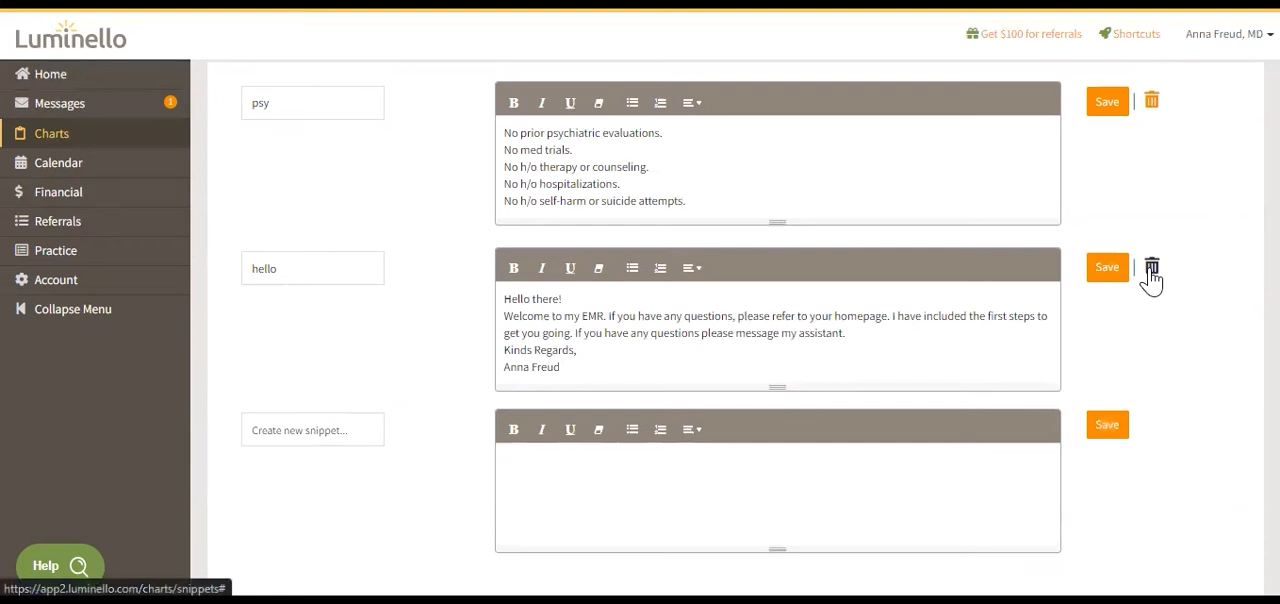 Luminello
Get $100 for referrals
Shortcuts
Anna Freud, MD
Home
Messages
1
Charts
Calendar
Financial
Referrals
Practice
Account
Collapse Menu
psy
B I U
No prior psychiatric evaluations.
No med trials.
No h/o therapy or counseling.
No h/o hospitalizations.
No h/o self-harm or suicide attempts.
Save |
hello
B I U
Hello there!
Welcome to my EMR. If you have any questions, please refer to your homepage. I have included the first steps to
get you going. If you have any questions please message my assistant.
Kinds Regards,
Anna Freud
Save |
Create new snippet...
B I U
Save
Help
https://app2.luminello.com/charts/snippets#